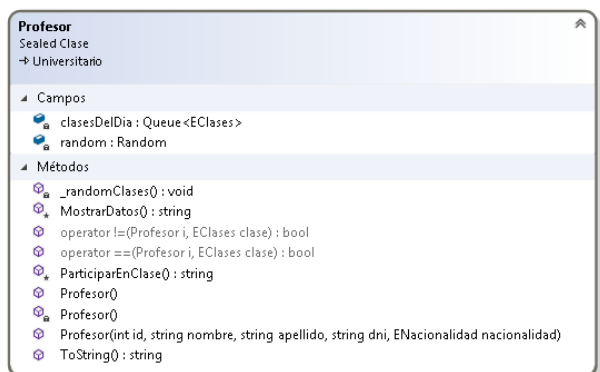 Profesor
Sealed Clase
Universitario
Campos
clasesDelDia : Queue<EClases>
random : Random
Métodos
_randomClases() : void
MostrarDatos() : string
operator !=(Profesor i, EClases clase) : bool
operator ==(Profesor i, EClases clase) : bool
ParticiparEnClase() : string
Profesor()
Profesor()
Profesor(int id, string nombre, string apellido, string dni, ENacionalidad nacionalidad)
ToString() : string